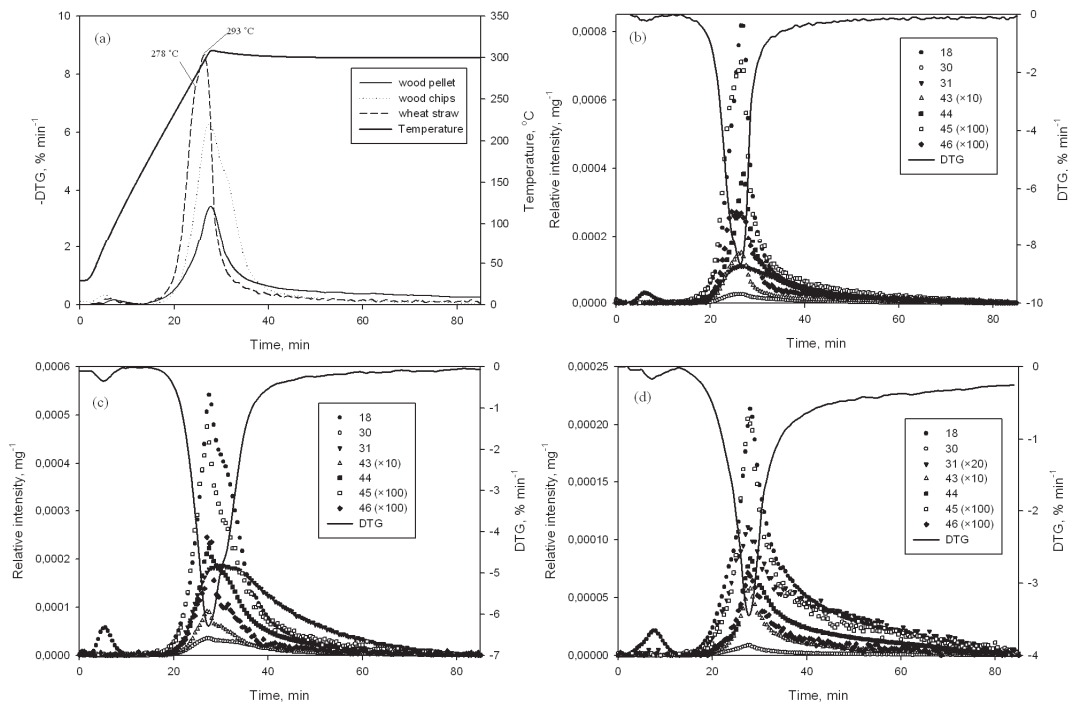 (a)
293 °C
278 °C
wood pellet
wood chips
wheat straw
Temperature
-DTG, % min-1
0
2
4
6
8
10
Temperature, °C
0
50
100
150
200
250
300
350
0 20 40 60 80
Time, min
(b)
18
30
31
43 (×10)
44
45 (×100)
46 (×100)
DTG
Relative intensity, mg-1
0,0008
0,0006
0,0004
0,0002
0,0000
DTG, % min-1
0
-2
-4
-6
-8
-10
0 20 40 60 80
Time, min
(c)
18
30
31
43 (×10)
44
45 (×100)
46 (×100)
DTG
Relative intensity, mg-1
0,0006
0,0005
0,0004
0,0003
0,0002
0,0001
0,0000
DTG, % min-1
0
-1
-2
-3
-4
-5
-6
-7
0 20 40 60 80
Time, min
(d)
18
30
31 (×20)
43 (×10)
44
45 (×100)
46 (×100)
DTG
Relative intensity, mg-1
0,00025
0,00020
0,00015
0,00010
0,00005
0,00000
DTG, % min-1
0
-1
-2
-3
-4
0 20 40 60 80
Time, min